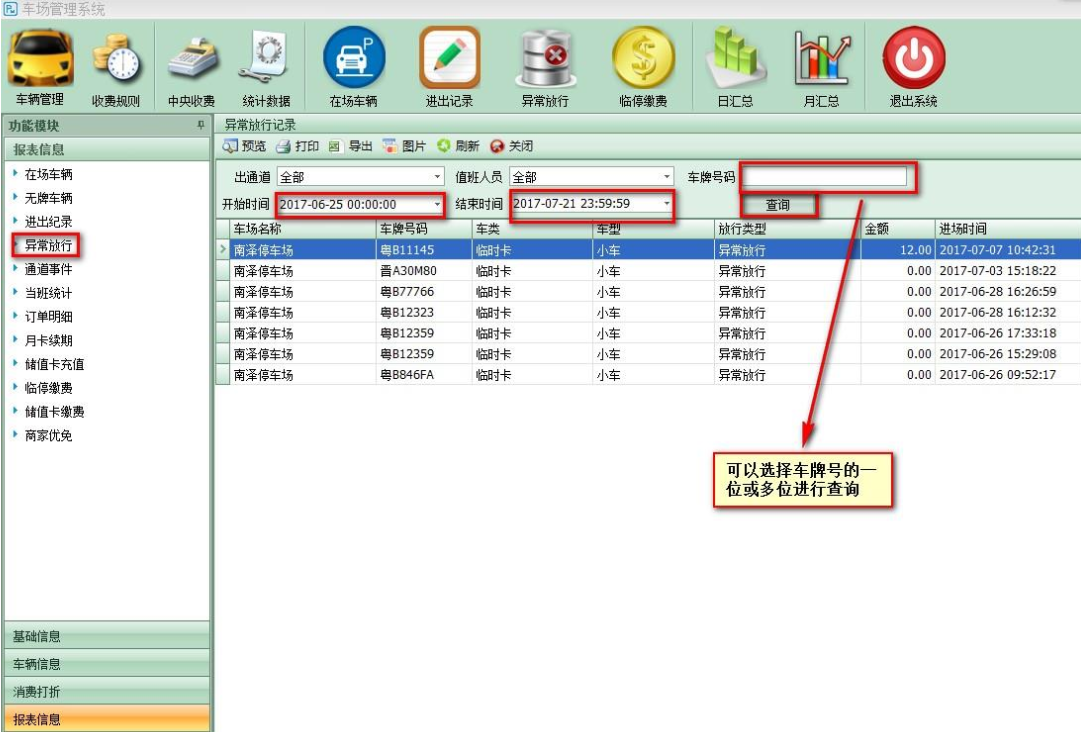 车场管理系统
车辆管理 收费规则 中央收费 统计数据 在场车辆 进出记录 异常放行 临停缴费 日汇总 月汇总 退出系统
功能模块
异常放行记录
报表信息
预览 打印 导出 图片 刷新 关闭
在场车辆
无牌车辆
进出纪录
异常放行
通道事件
当班统计
订单明细
月卡续期
储值卡充值
临停缴费
储值卡缴费
商家优免
基础信息
车辆信息
消费打折
报表信息
出通道 全部 值班人员 全部 车牌号码
开始时间 2017-06-25 00:00:00 结束时间 2017-07-21 23:59:59 查询
车场名称 车牌号码 车类 车型 放行类型 金额 进场时间
南泽停车场 粤B11145 临时卡 小车 异常放行 12.00 2017-07-07 10:42:31
南泽停车场 晋A30M80 临时卡 小车 异常放行 0.00 2017-07-03 15:18:22
南泽停车场 粤B77766 临时卡 小车 异常放行 0.00 2017-06-28 16:26:59
南泽停车场 粤B12323 临时卡 小车 异常放行 0.00 2017-06-28 16:12:32
南泽停车场 粤B12359 临时卡 小车 异常放行 0.00 2017-06-26 17:33:18
南泽停车场 粤B12359 临时卡 小车 异常放行 0.00 2017-06-26 15:29:08
南泽停车场 粤B846FA 临时卡 小车 异常放行 0.00 2017-06-26 09:52:17
可以选择车牌号的一
位或多位进行查询